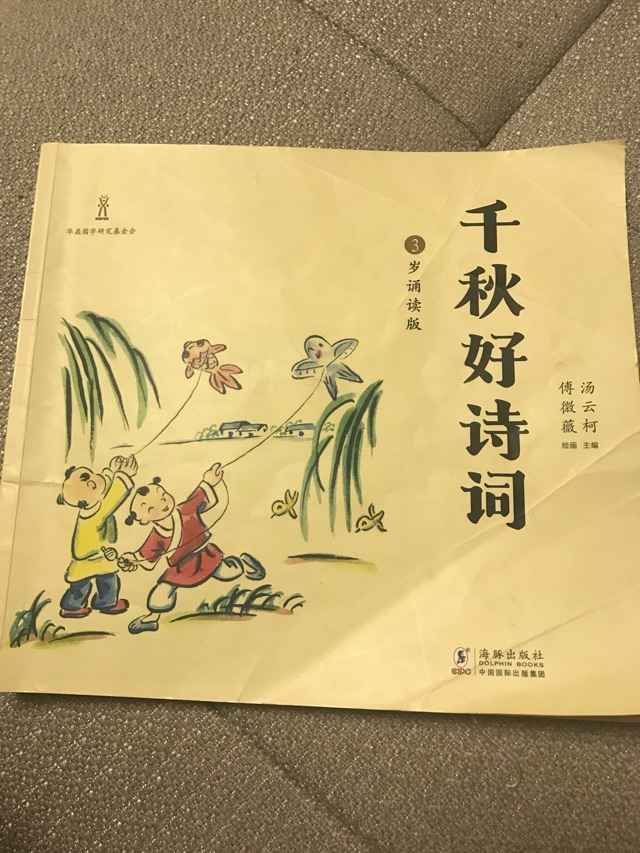 华鼎国学研究基金会
千秋好诗词
3岁诵读版
汤云柯 主编
傅微薇 绘画
海豚出版社
DOLPHIN BOOKS
CIPG 中国国际出版集团